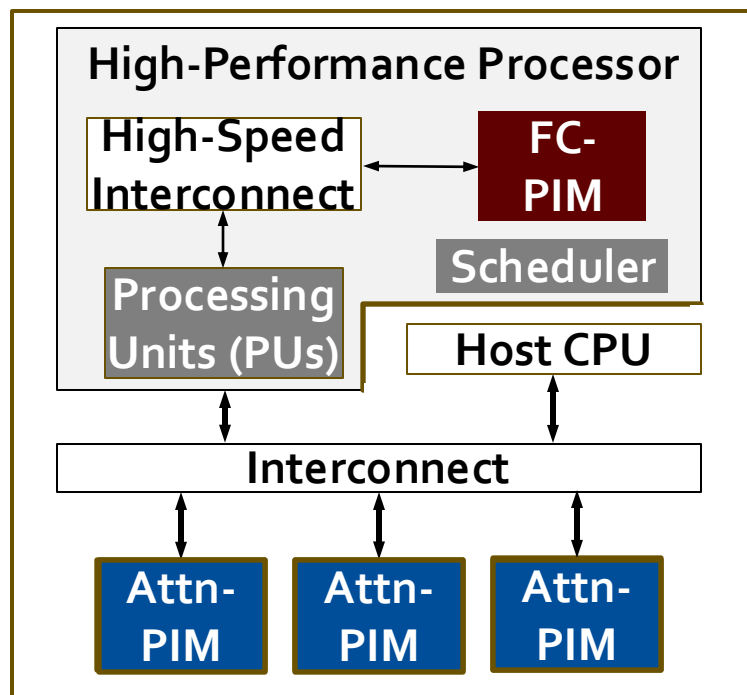 High-Performance Processor
High-Speed
Interconnect
FC-
PIM
Scheduler
Processing
Units (PUs)
Host CPU
Interconnect
Attn-
PIM
Attn-
PIM
Attn-
PIM